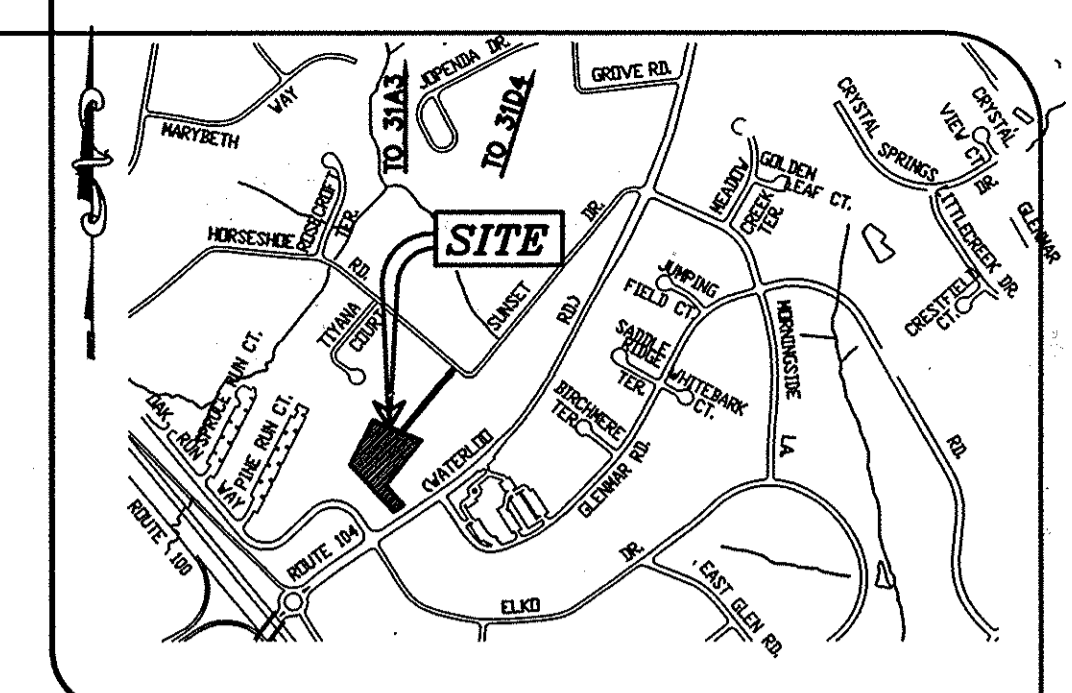 MARYBETH
WAY
TO 31A3
JOPENDA DR.
TO 31D4
GROVE RD.
CRYSTAL SPRINGS
DR.
CRYSTAL
VIEW CT.
LITTLECREEK DR.
GLENMAR
CRESTFIELD
CT.
MEADOW
CREEK
TER.
GOLDEN
LEAF CT.
ROSECROFT
TER.
HORSESHOE
RD.
SITE
SUNSET
DR.
TIYANA
COURT
JUMPING
FIELD CT.
SADDLE
RIDGE
TER.
WHITEBARK
CT.
BIRCHMERE
TER.
MORNINGSIDE
LA.
RD.
OAK
RUN
WAY
SPRUCE RUN CT.
PINE RUN CT.
ROUTE 100
ROUTE 104
(WATERLOO
RD.)
GLENMAR RD.
ELKO
DR.
EAST GLEN RD.